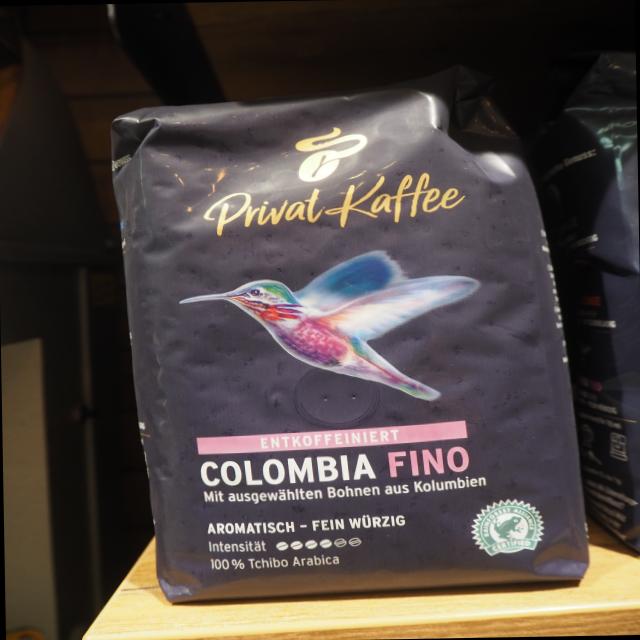 Privat Kaffee
ENTKOFFEINIERT
COLOMBIA FINO
Mit ausgewählten Bohnen aus Kolumbien
AROMATISCH – FEIN WÜRZIG
Intensität
100 % Tchibo Arabica